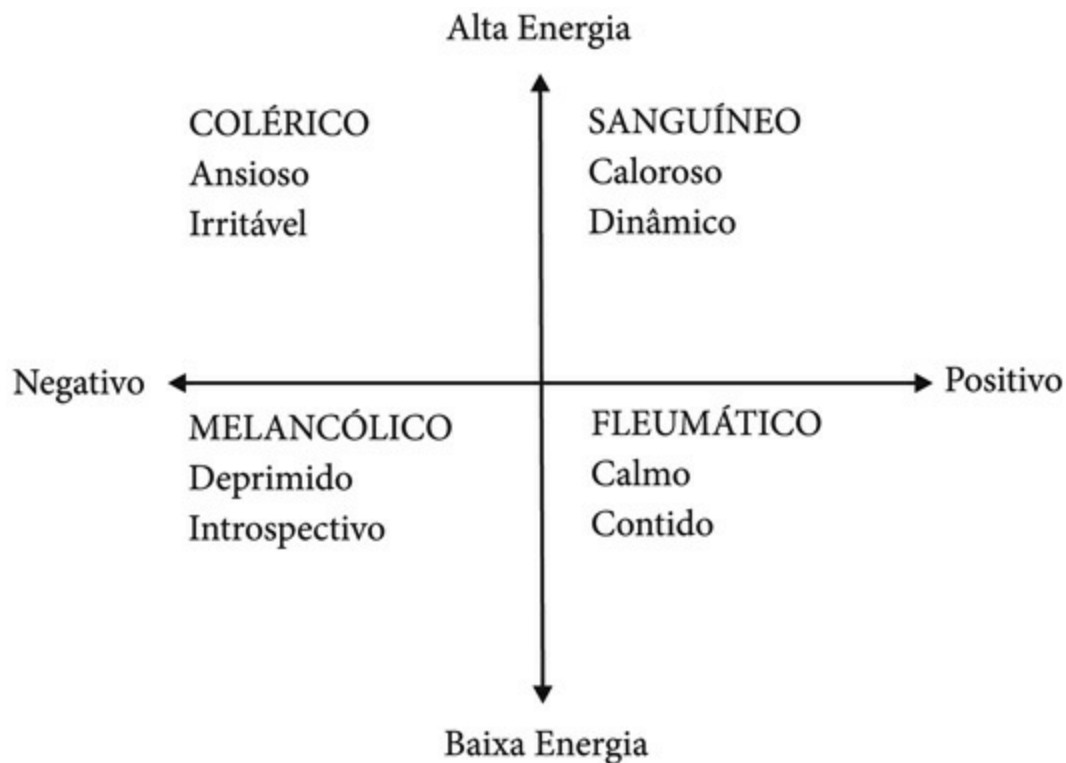 Alta Energia
COLÉRICO
Ansioso
Irritável
SANGUÍNEO
Caloroso
Dinâmico
Negativo
Positivo
MELANCÓLICO
Deprimido
Introspectivo
FLEUMÁTICO
Calmo
Contido
Baixa Energia